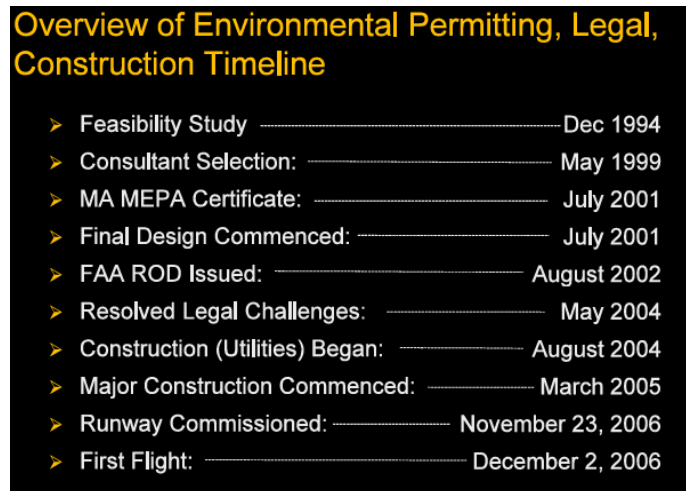 Overview of Environmental Permitting, Legal,
Construction Timeline
Feasibility Study Dec 1994
Consultant Selection: May 1999
MA MEPA Certificate: July 2001
Final Design Commenced: July 2001
FAA ROD Issued: August 2002
Resolved Legal Challenges: May 2004
Construction (Utilities) Began: August 2004
Major Construction Commenced: March 2005
Runway Commissioned: November 23, 2006
First Flight: December 2, 2006